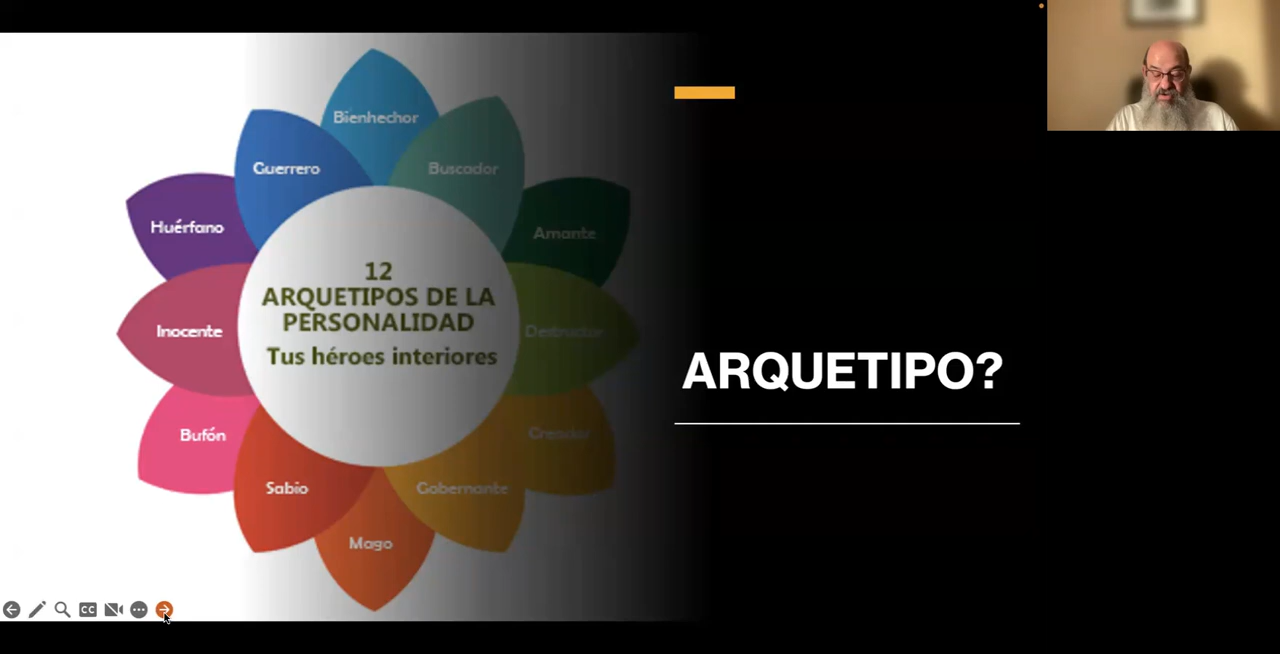 Bienhechor
Guerrero
Buscador
Huérfano
Amante
12
ARQUETIPOS DE LA
PERSONALIDAD
Tus héroes interiores
Inocente
Destructor
ARQUETIPO?
Bufón
Creador
Sabio
Gobernante
Mago
CC